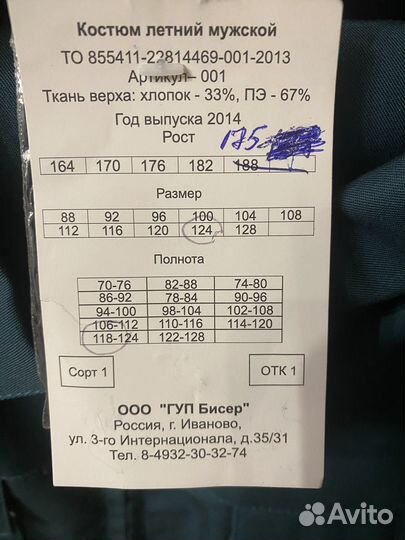 Костюм летний мужской
ТО 855411-22814469-001-2013
Артикул– 001
Ткань верха: хлопок - 33%, ПЭ - 67%
Год выпуска 2014
Рост 175
164 170 176 182 188
Размер
88 92 96 100 104 108
112 116 120 124 128
Полнота
70-76 82-88 74-80
86-92 78-84 90-96
94-100 98-104 102-108
106-112 110-116 114-120
118-124 122-128
Сорт 1 ОТК 1
ООО "ГУП Бисер"
Россия, г. Иваново,
ул. 3-го Интернационала, д.35/31
Тел. 8-4932-30-32-74
Avito